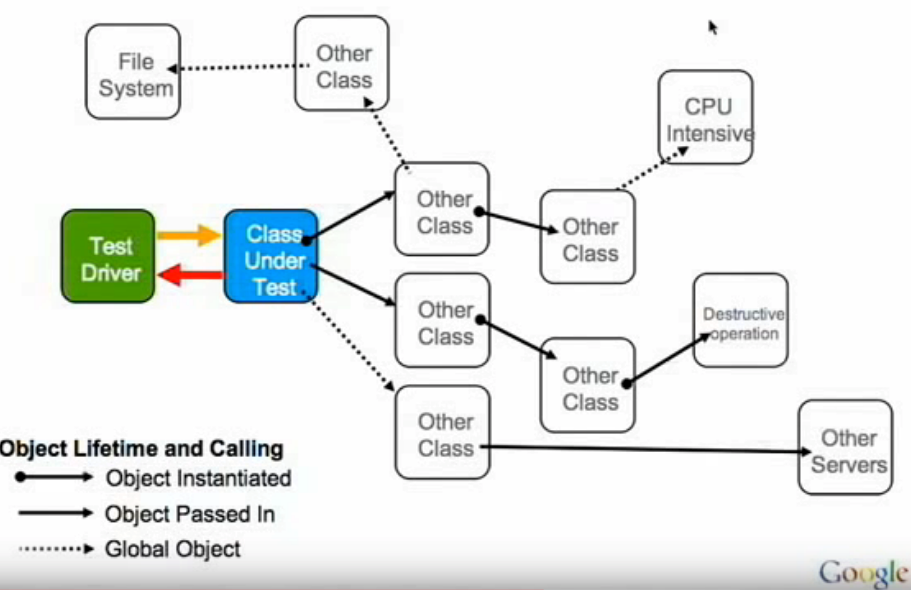 File
System
Other
Class
CPU
Intensive
Other
Class
Other
Class
Test
Driver
Class
Under
Test
Other
Class
Destructive
operation
Other
Class
Other
Class
Other
Servers
Object Lifetime and Calling
Object Instantiated
Object Passed In
Global Object
Google